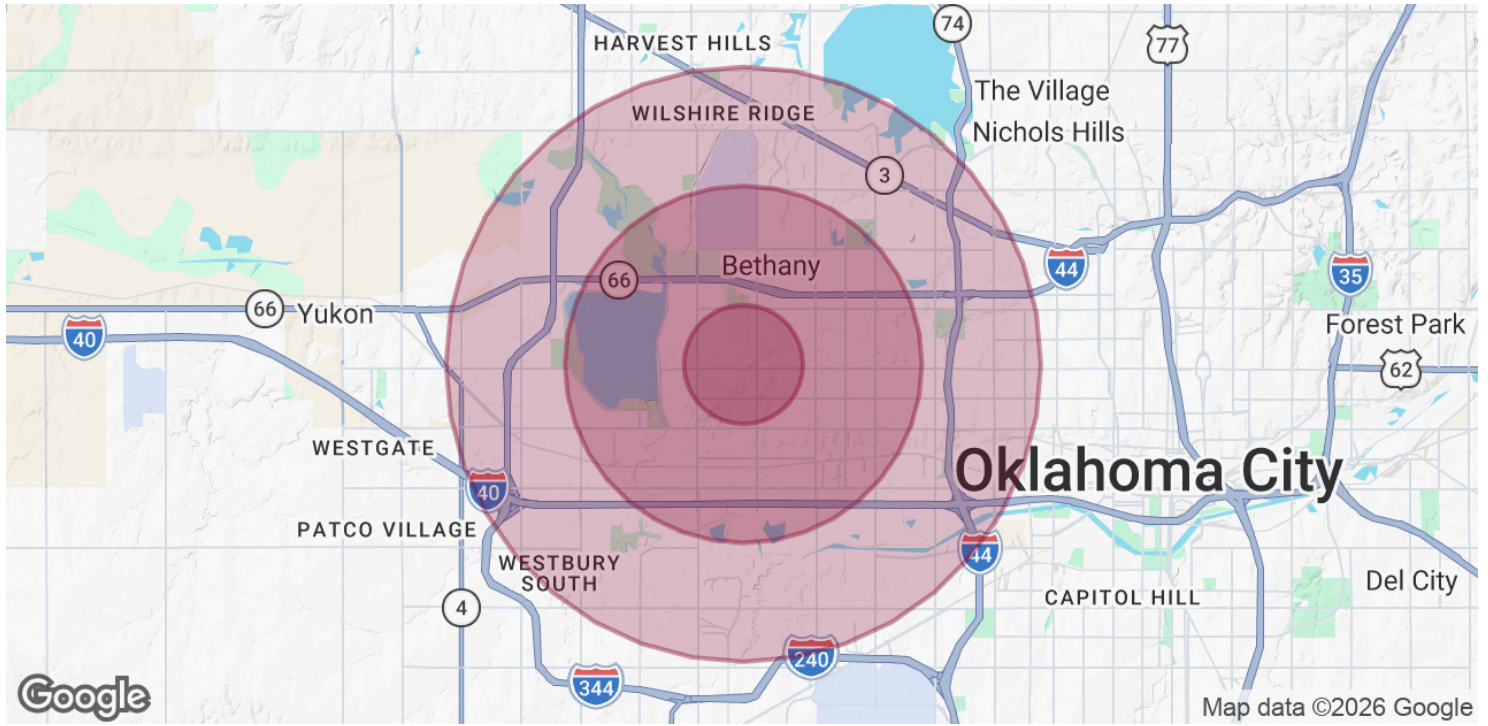 74
77
HARVEST HILLS
The Village
WILSHIRE RIDGE
Nichols Hills
3
Bethany
44
35
66
66
Yukon
40
Forest Park
62
WESTGATE
Oklahoma City
40
PATCO VILLAGE
44
WESTBURY
SOUTH
Del City
4
CAPITOL HILL
240
344
Google
Map data ©2026 Google